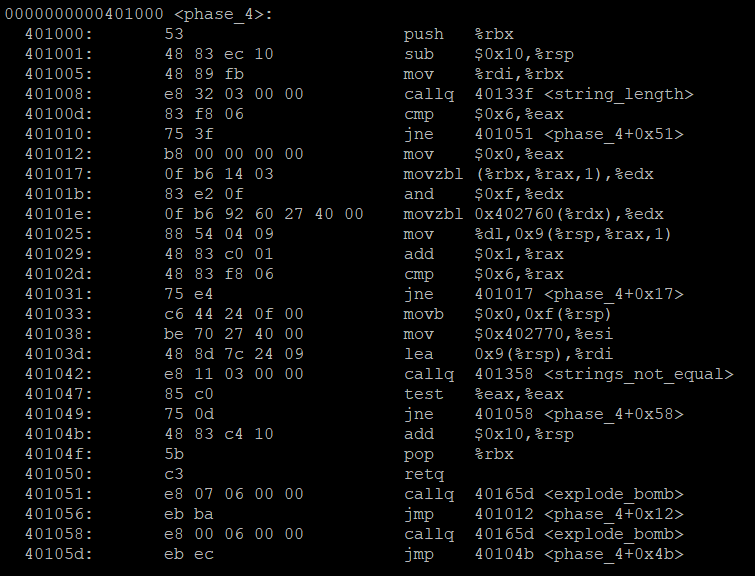 0000000000401000 <phase_4>:
401000: 53 push %rbx
401001: 48 83 ec 10 sub $0x10,%rsp
401005: 48 89 fb mov %rdi,%rbx
401008: e8 32 03 00 00 callq 40133f <string_length>
40100d: 83 f8 06 cmp $0x6,%eax
401010: 75 3f jne 401051 <phase_4+0x51>
401012: b8 00 00 00 00 mov $0x0,%eax
401017: 0f b6 14 03 movzbl (%rbx,%rax,1),%edx
40101b: 83 e2 0f and $0xf,%edx
40101e: 0f b6 92 60 27 40 00 movzbl 0x402760(%rdx),%edx
401025: 88 54 04 09 mov %dl,0x9(%rsp,%rax,1)
401029: 48 83 c0 01 add $0x1,%rax
40102d: 48 83 f8 06 cmp $0x6,%rax
401031: 75 e4 jne 401017 <phase_4+0x17>
401033: c6 44 24 0f 00 movb $0x0,0xf(%rsp)
401038: be 70 27 40 00 mov $0x402770,%esi
40103d: 48 8d 7c 24 09 lea 0x9(%rsp),%rdi
401042: e8 11 03 00 00 callq 401358 <strings_not_equal>
401047: 85 c0 test %eax,%eax
401049: 75 0d jne 401058 <phase_4+0x58>
40104b: 48 83 c4 10 add $0x10,%rsp
40104f: 5b pop %rbx
401050: c3 retq
401051: e8 07 06 00 00 callq 40165d <explode_bomb>
401056: eb ba jmp 401012 <phase_4+0x12>
401058: e8 00 06 00 00 callq 40165d <explode_bomb>
40105d: eb ec jmp 40104b <phase_4+0x4b>